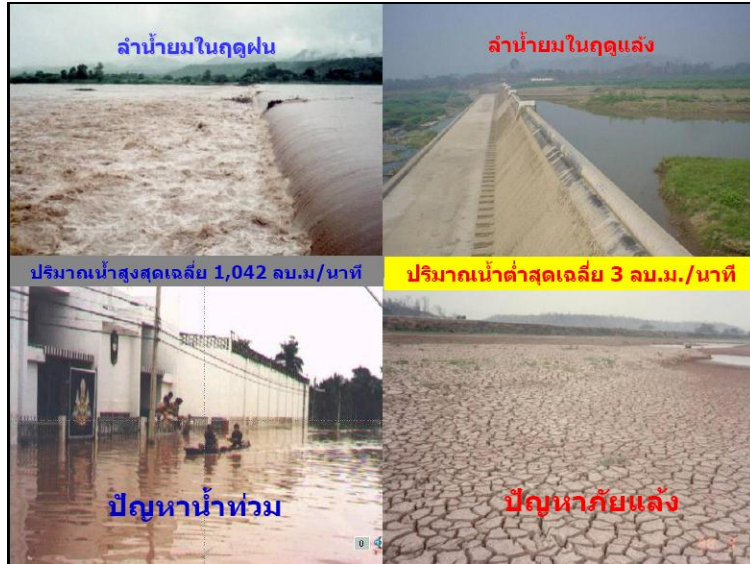 ลำน้ำยมในฤดูฝน
ลำน้ำยมในฤดูแล้ง
ปริมาณน้ำสูงสุดเฉลี่ย 1,042 ลบ.ม/นาที
ปริมาณน้ำต่ำสุดเฉลี่ย 3 ลบ.ม./นาที
ปัญหาน้ำท่วม
ปัญหาภัยแล้ง
0